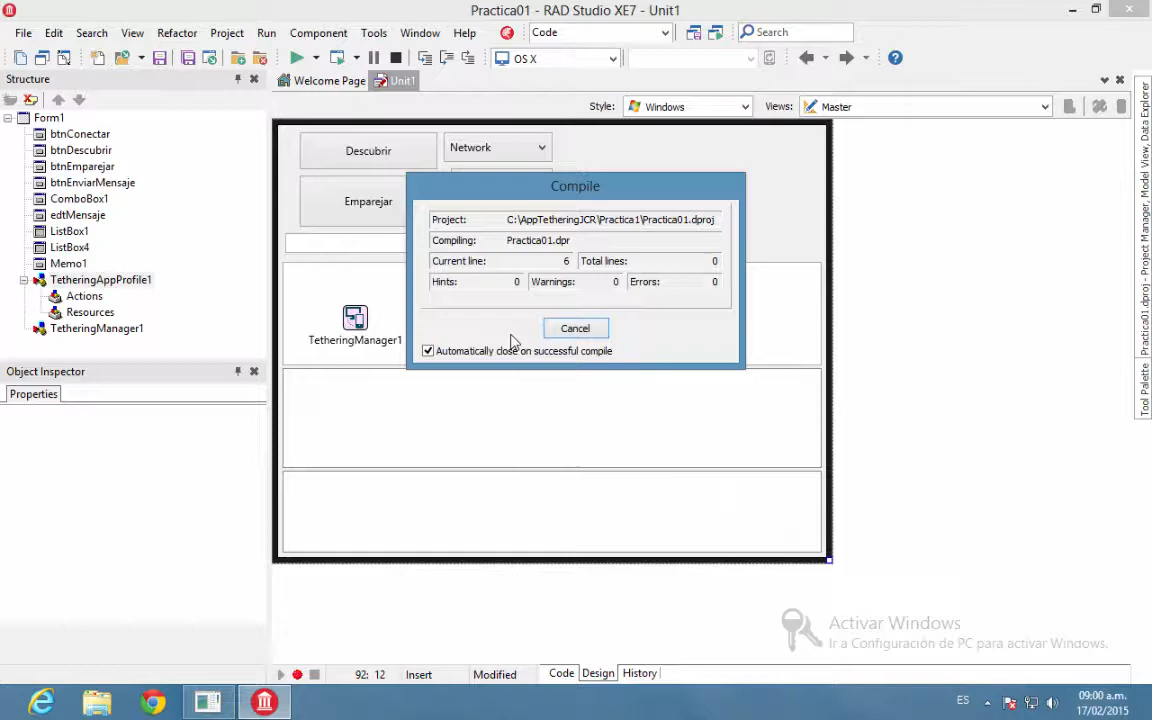 Practica01 - RAD Studio XE7 - Unit1
File Edit Search View Refactor Project Run Component Tools Window Help Code Search
OS X
Structure
Welcome Page Unit1
Style: Windows Views: Master
Form1
btnConectar
btnDescubrir
btnEmparejar
btnEnviarMensaje
ComboBox1
edtMensaje
ListBox1
ListBox4
Memo1
TetheringAppProfile1
Actions
Resources
TetheringManager1
Object Inspector
Properties
Descubrir Network
Emparejar
TetheringManager1
Compile
Project: C:\AppTetheringJCR\Practica1\Practica01.dproj
Compiling: Practica01.dpr
Current line: 6 Total lines: 0
Hints: 0 Warnings: 0 Errors: 0
Cancel
Automatically close on successful compile
Practica01.dproj - Project Manager, Model View, Data Explorer
Tool Palette
Activar Windows
Ir a Configuración de PC para activar Windows.
92: 12 Insert Modified Code Design History
ES
09:00 a.m.
17/02/2015